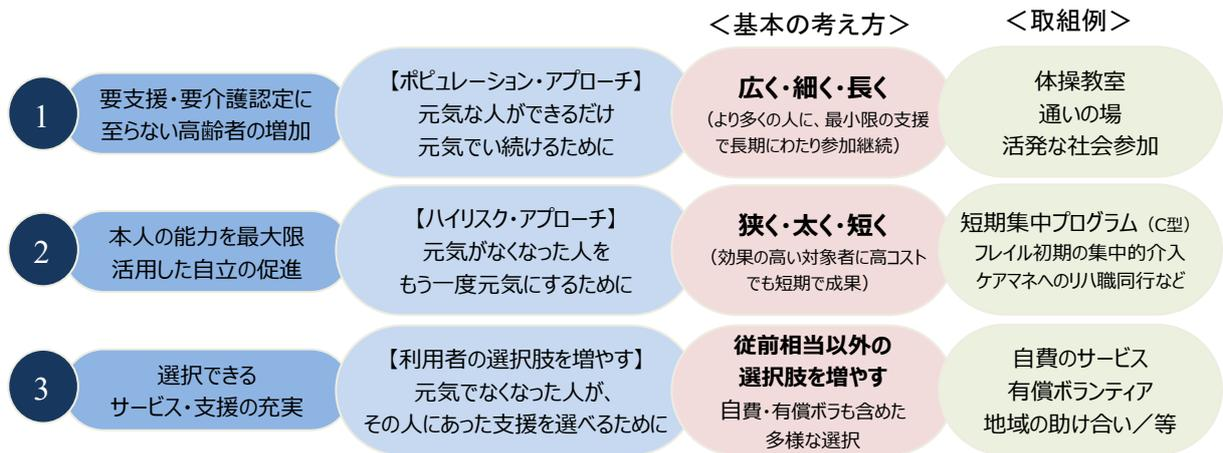 ＜基本の考え方＞
＜取組例＞
1
要支援・要介護認定に
至らない高齢者の増加
【ポピュレーション・アプローチ】
元気な人ができるだけ
元気でい続けるために
広く・細く・長く
（より多くの人に、最小限の支援
で長期にわたり参加継続）
体操教室
通いの場
活発な社会参加
2
本人の能力を最大限
活用した自立の促進
【ハイリスク・アプローチ】
元気がなくなった人を
もう一度元気にするために
狭く・太く・短く
（効果の高い対象者に高コスト
でも短期で成果）
短期集中プログラム（C型）
フレイル初期の集中的介入
ケアマネへのリハ職同行など
3
選択できる
サービス・支援の充実
【利用者の選択肢を増やす】
元気でなくなった人が、
その人にあった支援を選べるために
従前相当以外の
選択肢を増やす
自費・有償ボラも含めた
多様な選択
自費のサービス
有償ボランティア
地域の助け合い／等